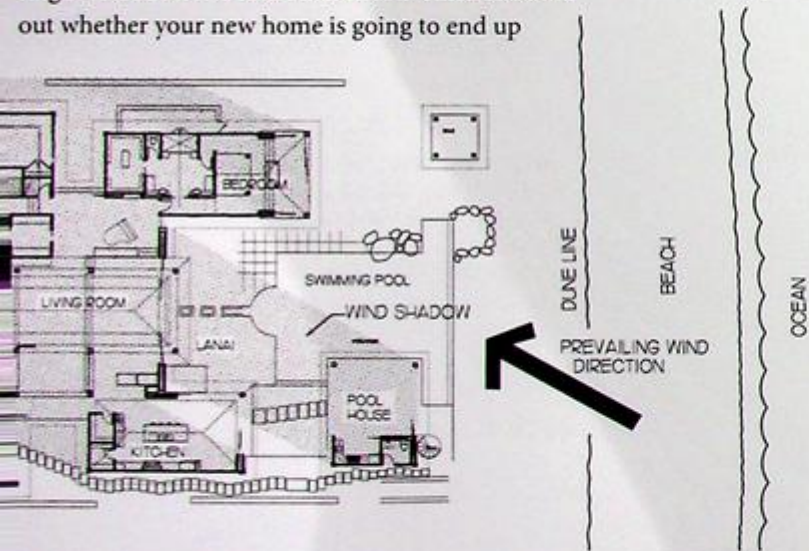 out whether your new home is going to end up
BEDROOM
SWIMMING POOL
LIVING ROOM
WIND SHADOW
LANAI
POOL
HOUSE
KITCHEN
DUNE LINE
BEACH
OCEAN
PREVAILING WIND
DIRECTION